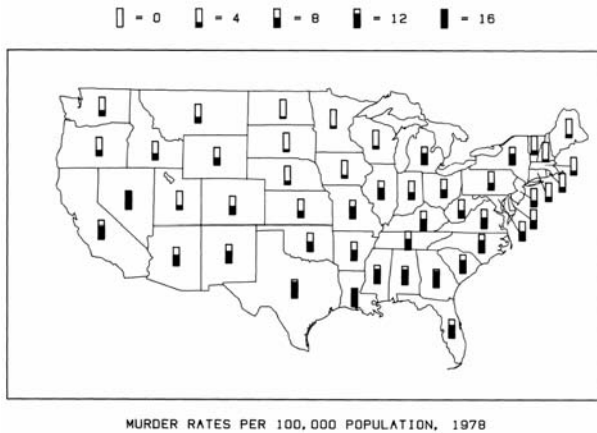 = 0 = 4 = 8 = 12 = 16
MURDER RATES PER 100,000 POPULATION, 1978